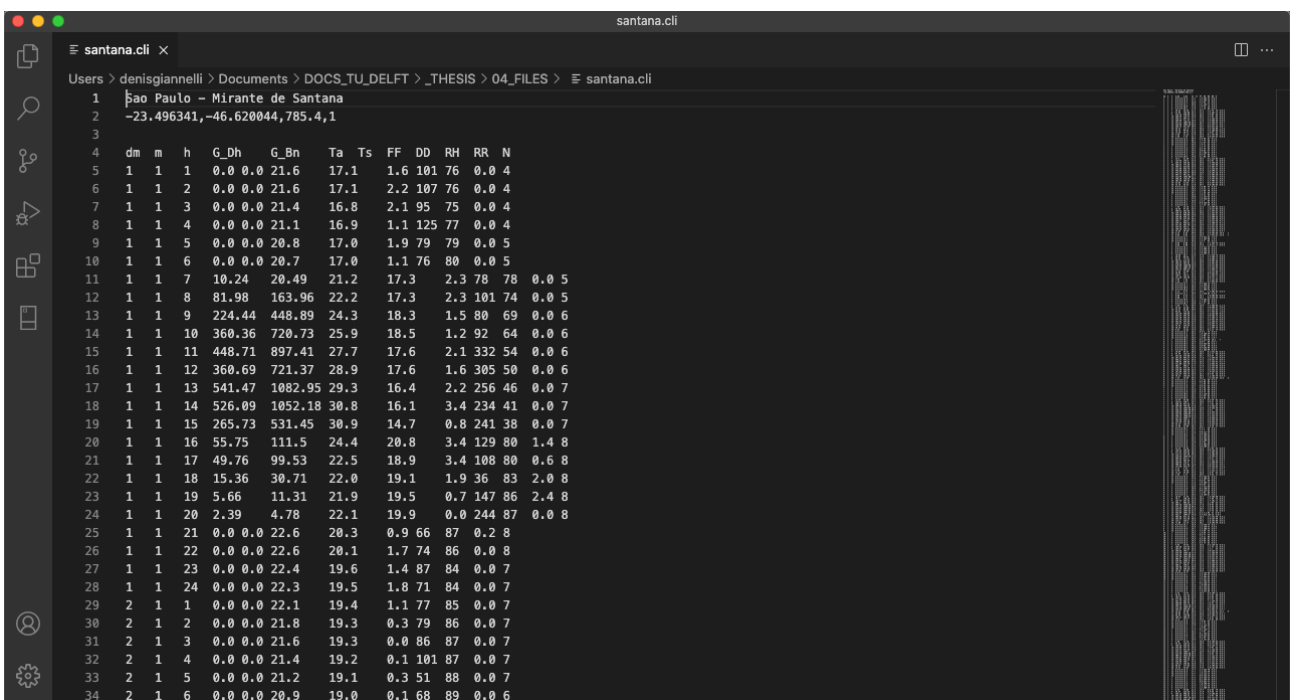 santana.cli
santana.cli
Users > denisgiannelli > Documents > DOCS_TU_DELFT > _THESIS > 04_FILES > santana.cli
1 Sao Paulo – Mirante de Santana
2 -23.496341,-46.620044,785.4,1
3
4 dm m h G_Dh G_Bn Ta Ts FF DD RH RR N
5 1 1 1 0.0 0.0 21.6 17.1 1.6 101 76 0.0 4
6 1 1 2 0.0 0.0 21.6 17.1 2.2 107 76 0.0 4
7 1 1 3 0.0 0.0 21.4 16.8 2.1 95 75 0.0 4
8 1 1 4 0.0 0.0 21.1 16.9 1.1 125 77 0.0 4
9 1 1 5 0.0 0.0 20.8 17.0 1.9 79 79 0.0 5
10 1 1 6 0.0 0.0 20.7 17.0 1.1 76 80 0.0 5
11 1 1 7 10.24 20.49 21.2 17.3 2.3 78 78 0.0 5
12 1 1 8 81.98 163.96 22.2 17.3 2.3 101 74 0.0 5
13 1 1 9 224.44 448.89 24.3 18.3 1.5 80 69 0.0 6
14 1 1 10 360.36 720.73 25.9 18.5 1.2 92 64 0.0 6
15 1 1 11 448.71 897.41 27.7 17.6 2.1 332 54 0.0 6
16 1 1 12 360.69 721.37 28.9 17.6 1.6 305 50 0.0 6
17 1 1 13 541.47 1082.95 29.3 16.4 2.2 256 46 0.0 7
18 1 1 14 526.09 1052.18 30.8 16.1 3.4 234 41 0.0 7
19 1 1 15 265.73 531.45 30.9 14.7 0.8 241 38 0.0 7
20 1 1 16 55.75 111.5 24.4 20.8 3.4 129 80 1.4 8
21 1 1 17 49.76 99.53 22.5 18.9 3.4 108 80 0.6 8
22 1 1 18 15.36 30.71 22.0 19.1 1.9 36 83 2.0 8
23 1 1 19 5.66 11.31 21.9 19.5 0.7 147 86 2.4 8
24 1 1 20 2.39 4.78 22.1 19.9 0.0 244 87 0.0 8
25 1 1 21 0.0 0.0 22.6 20.3 0.9 66 87 0.2 8
26 1 1 22 0.0 0.0 22.6 20.1 1.7 74 86 0.0 8
27 1 1 23 0.0 0.0 22.4 19.6 1.4 87 84 0.0 7
28 1 1 24 0.0 0.0 22.3 19.5 1.8 71 84 0.0 7
29 2 1 1 0.0 0.0 22.1 19.4 1.1 77 85 0.0 7
30 2 1 2 0.0 0.0 21.8 19.3 0.3 79 86 0.0 7
31 2 1 3 0.0 0.0 21.6 19.3 0.0 86 87 0.0 7
32 2 1 4 0.0 0.0 21.4 19.2 0.1 101 87 0.0 7
33 2 1 5 0.0 0.0 21.2 19.1 0.3 51 88 0.0 7
34 2 1 6 0.0 0.0 20.9 19.0 0.1 68 89 0.0 6